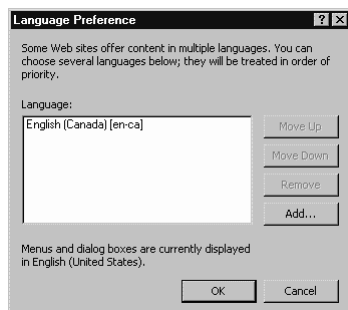 Language Preference
Some Web sites offer content in multiple languages. You can
choose several languages below; they will be treated in order of
priority.
Language:
English (Canada) [en-ca]
Move Up
Move Down
Remove
Add...
Menus and dialog boxes are currently displayed
in English (United States).
OK Cancel